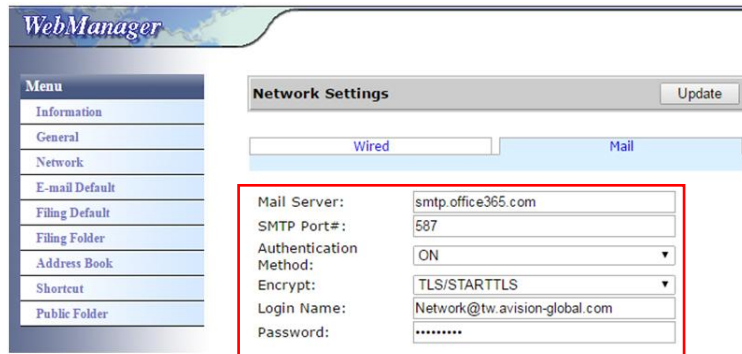 WebManager
Menu
Information
General
Network
E-mail Default
Filing Default
Filing Folder
Address Book
Shortcut
Public Folder
Network Settings
Update
Wired
Mail
Mail Server: smtp.office365.com
SMTP Port#: 587
Authentication
Method: ON
Encrypt: TLS/STARTTLS
Login Name: Network@tw.avision-global.com
Password: •••••••••